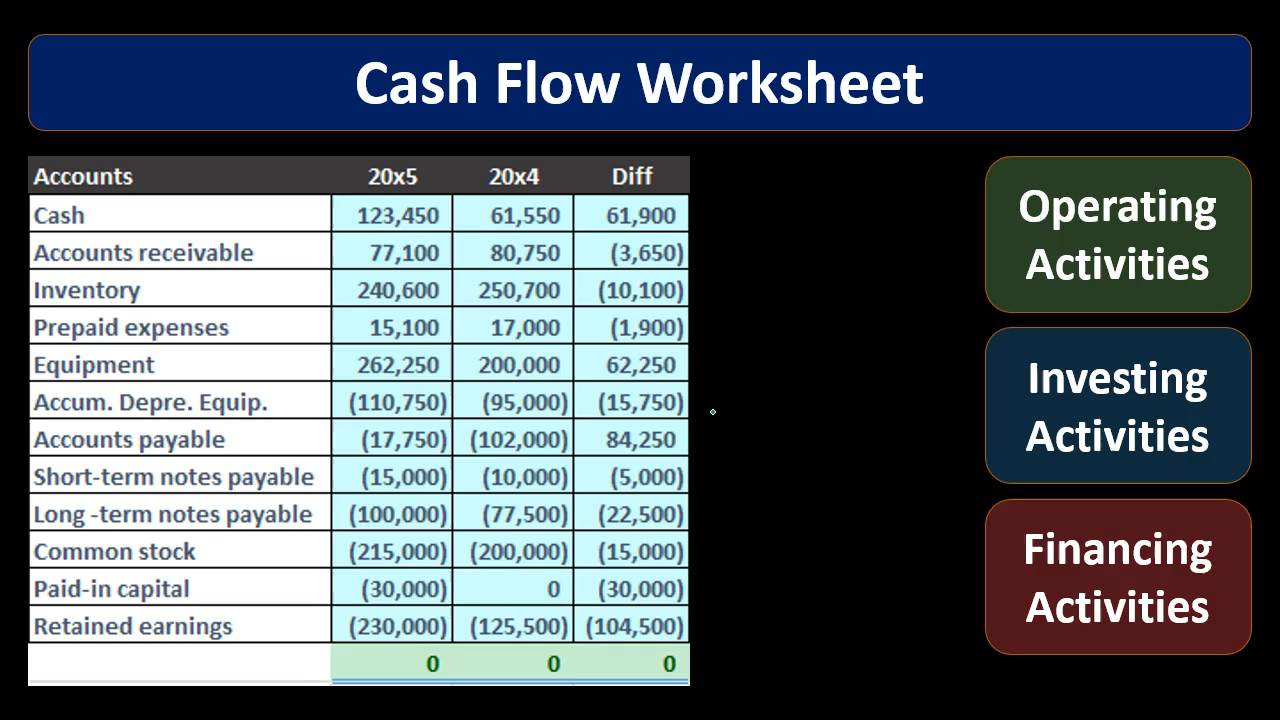 Cash Flow Worksheet
Accounts 20x5 20x4 Diff
Cash 123,450 61,550 61,900
Accounts receivable 77,100 80,750 (3,650)
Inventory 240,600 250,700 (10,100)
Prepaid expenses 15,100 17,000 (1,900)
Equipment 262,250 200,000 62,250
Accum. Depre. Equip. (110,750) (95,000) (15,750)
Accounts payable (17,750) (102,000) 84,250
Short-term notes payable (15,000) (10,000) (5,000)
Long -term notes payable (100,000) (77,500) (22,500)
Common stock (215,000) (200,000) (15,000)
Paid-in capital (30,000) 0 (30,000)
Retained earnings (230,000) (125,500) (104,500)
0 0 0
Operating
Activities
Investing
Activities
Financing
Activities